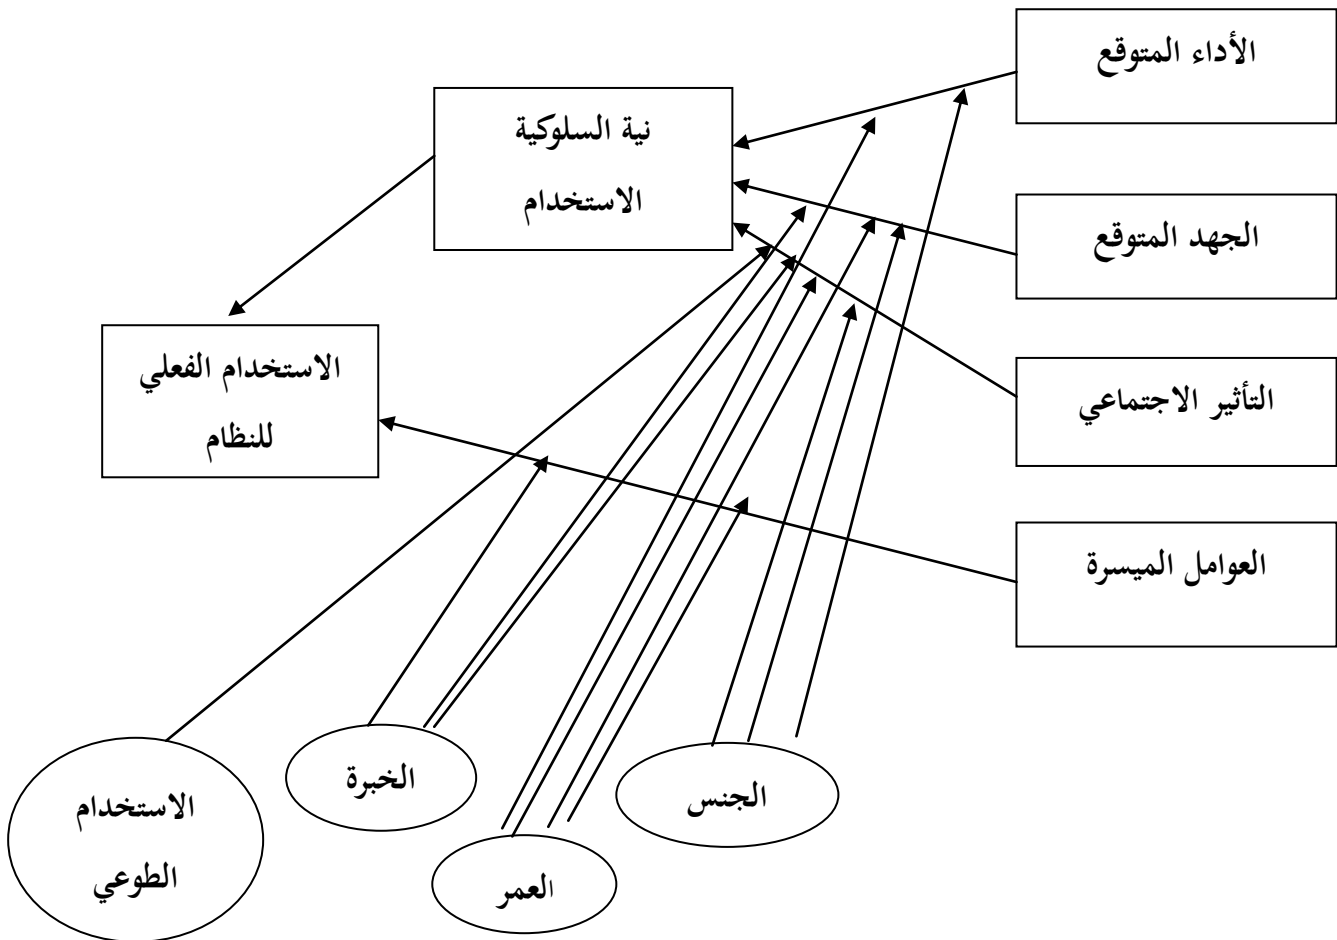 الأداء المتوقع
نية السلوكية
الاستخدام
الجهد المتوقع
الاستخدام الفعلي
للنظام
التأثير الاجتماعي
العوامل الميسرة
الجنس
الخبرة
العمر
الاستخدام
الطوعي